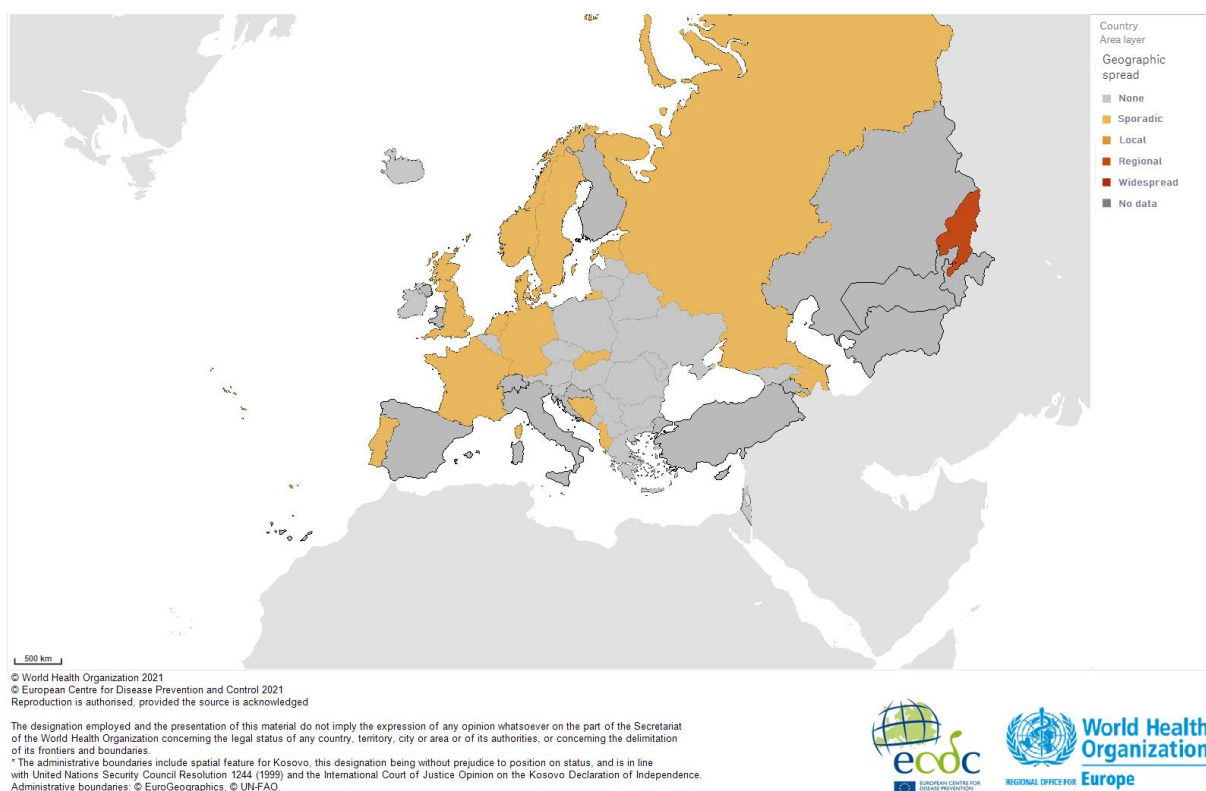 Country
Area layer
Geographic
spread
None
Sporadic
Local
Regional
Widespread
No data
500 km
© World Health Organization 2021
© European Centre for Disease Prevention and Control 2021
Reproduction is authorised, provided the source is acknowledged
The designation employed and the presentation of this material do not imply the expression of any opinion whatsoever on the part of the Secretariat
of the World Health Organization concerning the legal status of any country, territory, city or area or of its authorities, or concerning the delimitation
of its frontiers and boundaries.
* The administrative boundaries include spatial feature for Kosovo, this designation being without prejudice to position on status, and is in line
with United Nations Security Council Resolution 1244 (1999) and the International Court of Justice Opinion on the Kosovo Declaration of Independence.
Administrative boundaries: © EuroGeographics, © UN-FAO.
ecdc
EUROPEAN CENTRE FOR
DISEASE PREVENTION
World Health
Organization
REGIONAL OFFICE FOR Europe